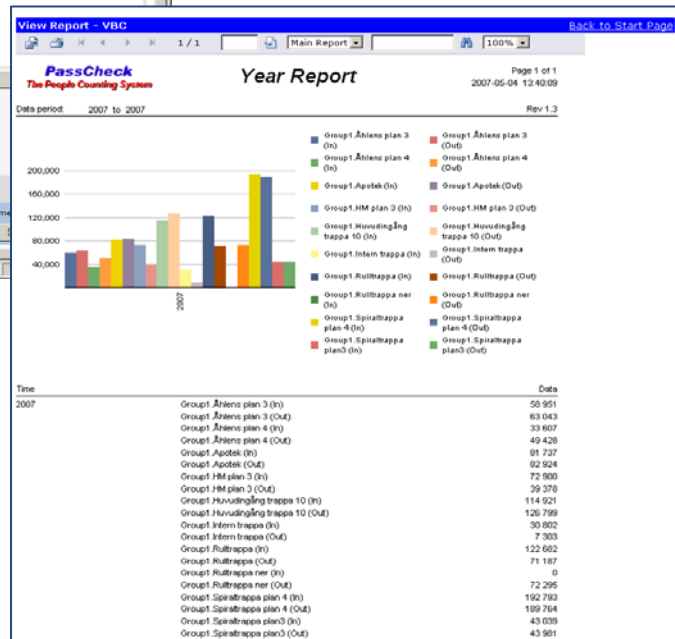 View Report - VBC
Back to Start Page
1 / 1
Main Report
100%
PassCheck
The People Counting System
Year Report
Page 1 of 1
2007-05-04 13:40:09
Data period: 2007 to 2007
Rev 1.3
200,000
160,000
120,000
80,000
40,000
2007
Group1.Åhlens plan 3 (In)
Group1.Åhlens plan 3 (Out)
Group1.Åhlens plan 4 (In)
Group1.Åhlens plan 4 (Out)
Group1.Apotek (In)
Group1.Apotek (Out)
Group1.HM plan 3 (In)
Group1.HM plan 3 (Out)
Group1.Huvudingång trappa 10 (In)
Group1.Huvudingång trappa 10 (Out)
Group1.Intern trappa (In)
Group1.Intern trappa (Out)
Group1.Rulltrappa (In)
Group1.Rulltrappa (Out)
Group1.Rulltrappa ner (In)
Group1.Rulltrappa ner (Out)
Group1.Spiraltrappa plan 4 (In)
Group1.Spiraltrappa plan 4 (Out)
Group1.Spiraltrappa plan3 (In)
Group1.Spiraltrappa plan3 (Out)
Time Data
2007 Group1.Åhlens plan 3 (In) 58 951
Group1.Åhlens plan 3 (Out) 63 043
Group1.Åhlens plan 4 (In) 33 607
Group1.Åhlens plan 4 (Out) 49 428
Group1.Apotek (In) 81 737
Group1.Apotek (Out) 82 924
Group1.HM plan 3 (In)
Group1.HM plan 3 (Out) 39 378
Group1.Huvudingång trappa 10 (In) 114 921
Group1.Huvudingång trappa 10 (Out) 126 799
Group1.Intern trappa (In) 30 802
Group1.Intern trappa (Out) 7 303
Group1.Rulltrappa (In) 122 682
Group1.Rulltrappa (Out) 71 187
Group1.Rulltrappa ner (In) 0
Group1.Rulltrappa ner (Out) 72 295
Group1.Spiraltrappa plan 4 (In) 192 793
Group1.Spiraltrappa plan 4 (Out) 189 764
Group1.Spiraltrappa plan3 (In) 43 039
Group1.Spiraltrappa plan3 (Out) 43 981